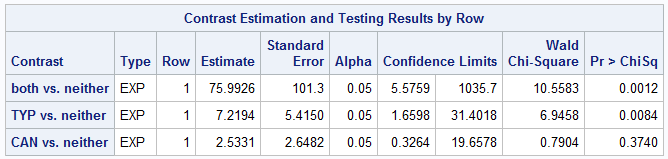 Contrast Estimation and Testing Results by Row
Contrast Type Row Estimate Standard Error Alpha Confidence Limits Wald Chi-Square Pr > ChiSq
both vs. neither EXP 1 75.9926 101.3 0.05 5.5759 1035.7 10.5583 0.0012
TYP vs. neither EXP 1 7.2194 5.4150 0.05 1.6598 31.4018 6.9458 0.0084
CAN vs. neither EXP 1 2.5331 2.6482 0.05 0.3264 19.6578 0.7904 0.3740